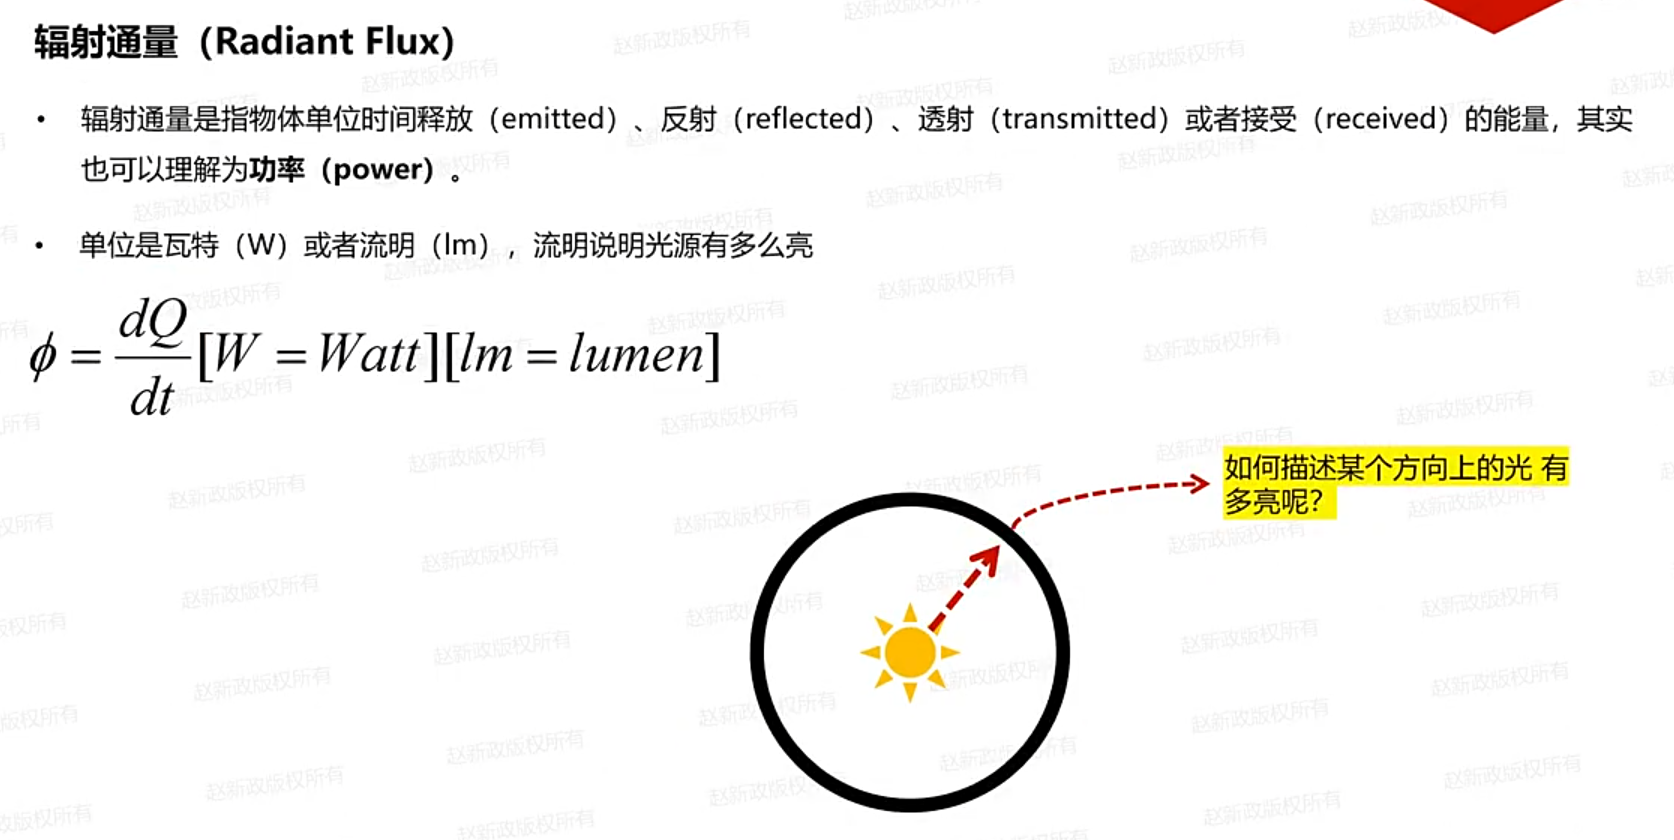 辐射通量（Radiant Flux）
• 辐射通量是指物体单位时间释放（emitted）、反射（reflected）、透射（transmitted）或者接受（received）的能量，其实
也可以理解为功率（power）。
• 单位是瓦特（W）或者流明（lm），流明说明光源有多么亮
ϕ = dQ/dt [W = Watt][lm = lumen]
如何描述某个方向上的光 有
多亮呢？
赵新政版权所有